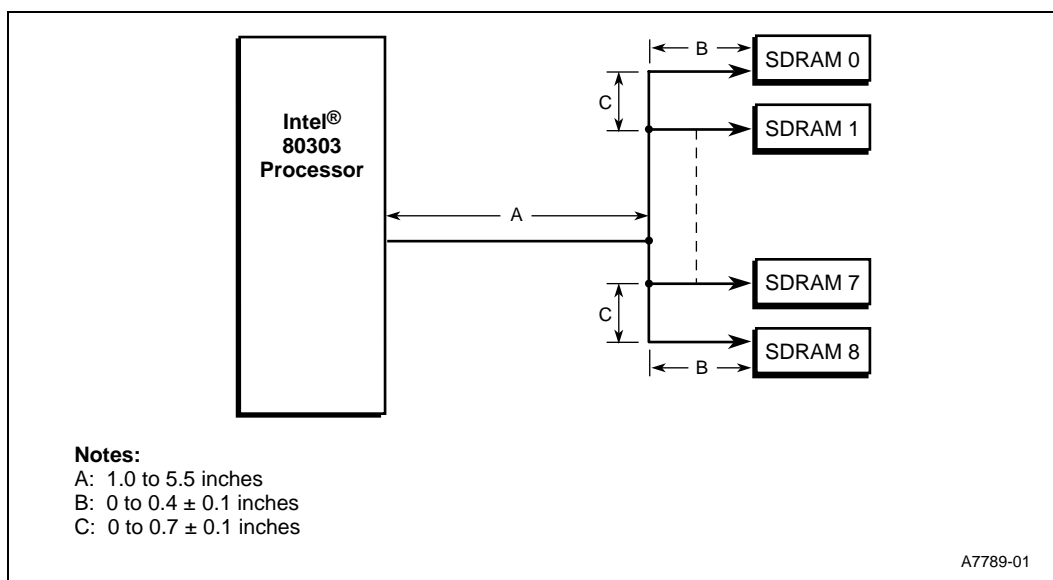 Intel®
80303
Processor
A
B
C
SDRAM 0
SDRAM 1
C
SDRAM 7
SDRAM 8
B
Notes:
A: 1.0 to 5.5 inches
B: 0 to 0.4 ± 0.1 inches
C: 0 to 0.7 ± 0.1 inches
A7789-01